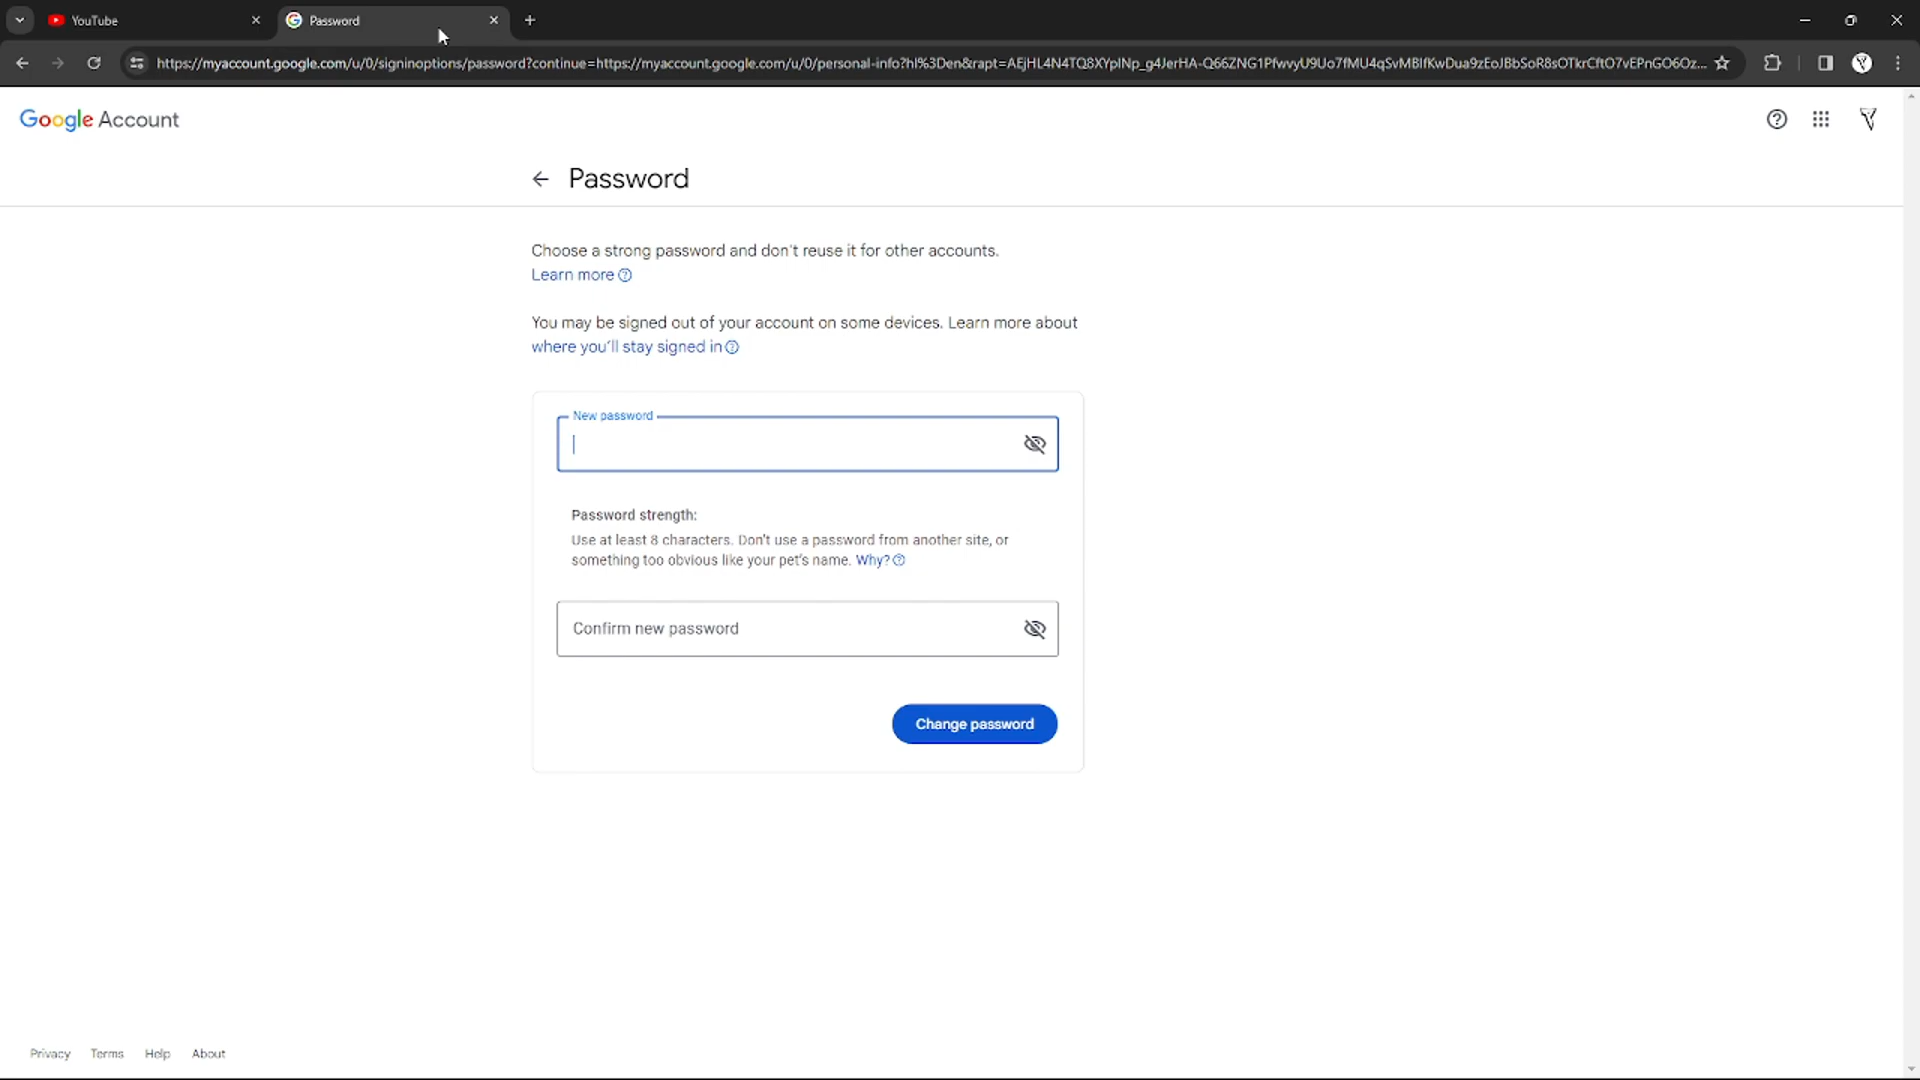 YouTube
Password
https://myaccount.google.com/u/0/signinoptions/password?continue=https://myaccount.google.com/u/0/personal-info?hl%3Den&rapt=AEjHL4N4TQ8XYpINp_g4JerHA-Q66ZNG1PfwvyU9Uo7fMU4qSvMBlfKwDua9zEoJBbSoR8sOTkrCftO7vEPnGO6Oz...
Google Account
Password
Choose a strong password and don't reuse it for other accounts.
Learn more
You may be signed out of your account on some devices. Learn more about
where you'll stay signed in
New password
Password strength:
Use at least 8 characters. Don't use a password from another site, or
something too obvious like your pet's name. Why?
Confirm new password
Change password
Privacy Terms Help About